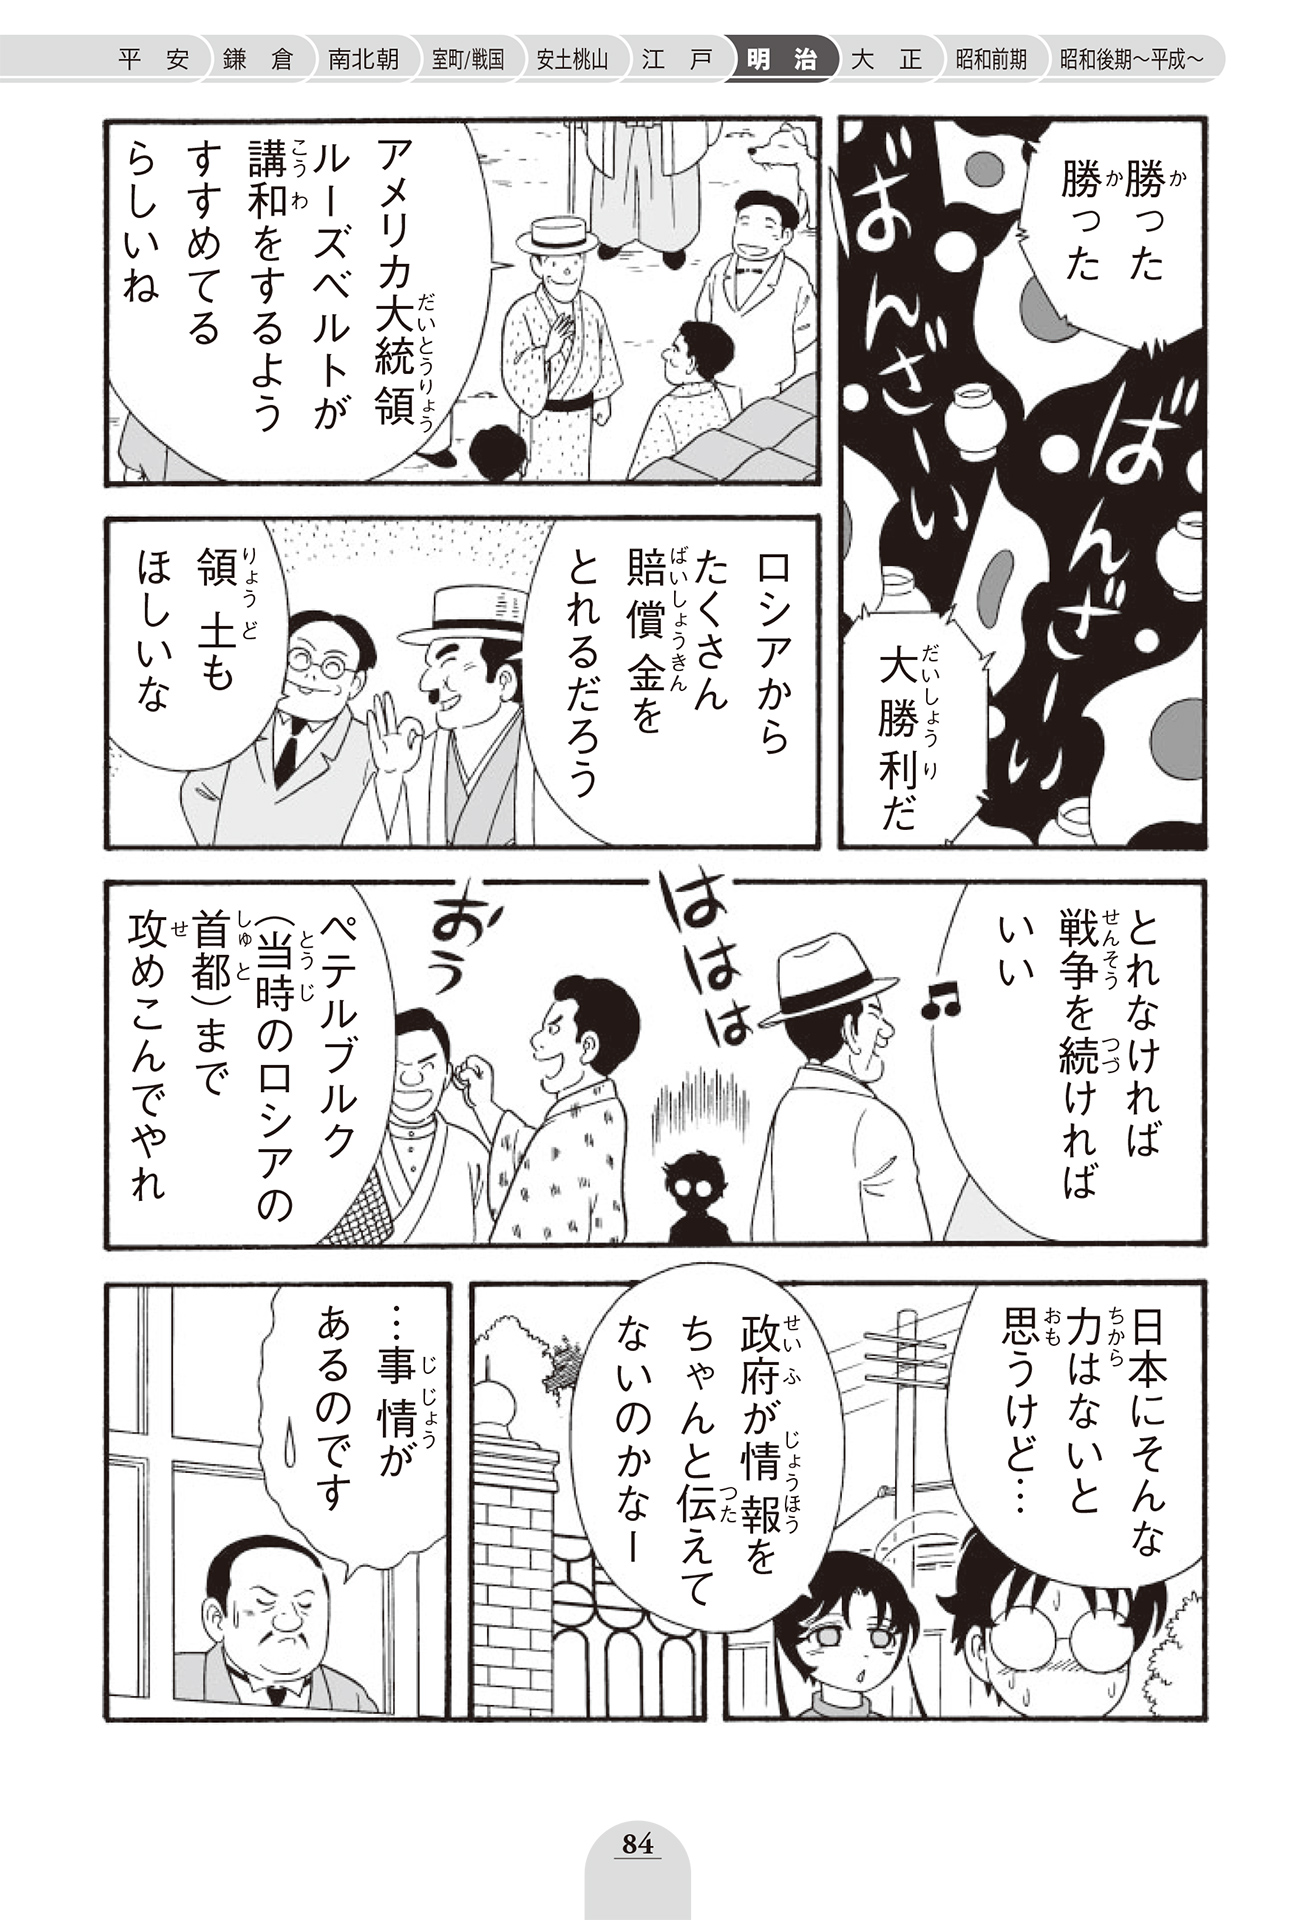 平安
鎌倉
南北朝
室町/戦国
安土桃山
江戸
明治
大正
昭和前期
昭和後期〜平成〜
勝った
勝った
ばんざーい
ばんざーい
大勝利だ
アメリカ大統領
ルーズベルトが
講和をするよう
すすめてる
らしいね
ロシアから
たくさん
賠償金を
とれるだろう
領土も
ほしいな
とれなければ
戦争を続ければ
いい
ははは
おう
ペテルブルク
(当時のロシアの
首都)まで
攻めこんでやれ
日本にそんな
力はないと
思うけど…
政府が情報を
ちゃんと伝えて
ないのかなー
…事情が
あるのです
84